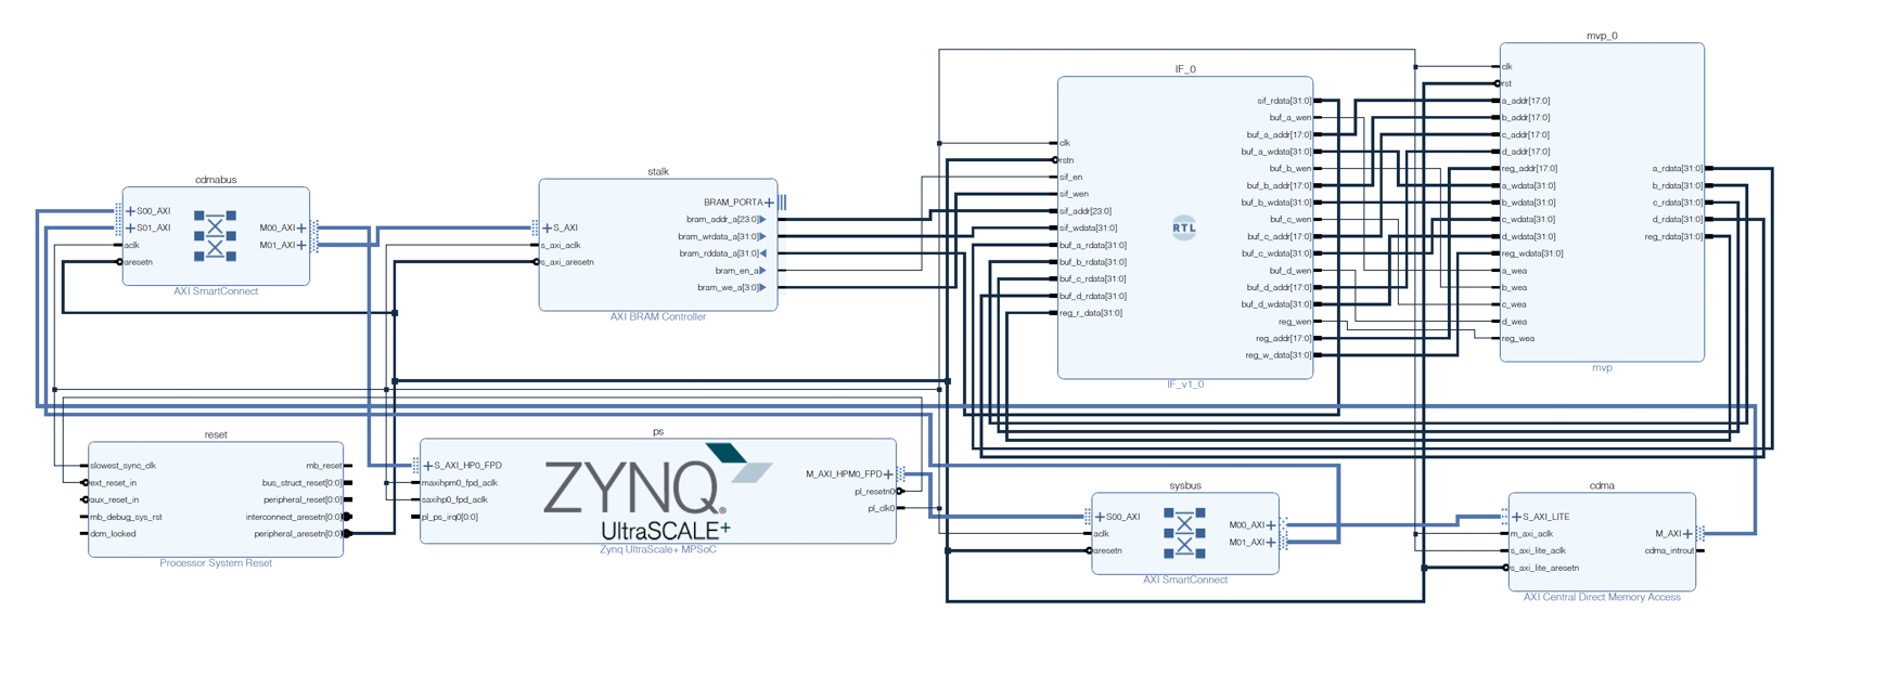 cdmabus
S00_AXI
S01_AXI
aclk
aresetn
M00_AXI
M01_AXI
AXI SmartConnect
stalk
S_AXI
s_axi_aclk
s_axi_aresetn
BRAM_PORTA
bram_addr_a[23:0]
bram_wrdata_a[31:0]
bram_rddata_a[31:0]
bram_en_a
bram_we_a[3:0]
AXI BRAM Controller
IF_0
clk
rstn
sif_en
sif_wen
sif_addr[23:0]
sif_wdata[31:0]
buf_a_rdata[31:0]
buf_b_rdata[31:0]
buf_c_rdata[31:0]
buf_d_rdata[31:0]
reg_r_data[31:0]
RTL
sif_rdata[31:0]
buf_a_wen
buf_a_addr[17:0]
buf_a_wdata[31:0]
buf_b_wen
buf_b_addr[17:0]
buf_b_wdata[31:0]
buf_c_wen
buf_c_addr[17:0]
buf_c_wdata[31:0]
buf_d_wen
buf_d_addr[17:0]
buf_d_wdata[31:0]
reg_wen
reg_addr[17:0]
reg_w_data[31:0]
IF_v1_0
mvp_0
clk
rst
a_addr[17:0]
b_addr[17:0]
c_addr[17:0]
d_addr[17:0]
reg_addr[17:0]
a_wdata[31:0]
b_wdata[31:0]
c_wdata[31:0]
d_wdata[31:0]
reg_wdata[31:0]
a_wea
b_wea
c_wea
d_wea
reg_wea
a_rdata[31:0]
b_rdata[31:0]
c_rdata[31:0]
d_rdata[31:0]
reg_rdata[31:0]
mvp
reset
slowest_sync_clk
ext_reset_in
aux_reset_in
mb_debug_sys_rst
dcm_locked
mb_reset
bus_struct_reset[0:0]
peripheral_reset[0:0]
interconnect_aresetn[0:0]
peripheral_aresetn[0:0]
Processor System Reset
ps
S_AXI_HP0_FPD
maxihpm0_fpd_aclk
saxihp0_fpd_aclk
pl_ps_irq0[0:0]
ZYNQ®
UltraSCALE+
M_AXI_HPM0_FPD
pl_resetn0
pl_clk0
Zynq UltraScale+ MPSoC
sysbus
S00_AXI
aclk
aresetn
M00_AXI
M01_AXI
AXI SmartConnect
cdma
S_AXI_LITE
m_axi_aclk
s_axi_lite_aclk
s_axi_lite_aresetn
M_AXI
cdma_introut
AXI Central Direct Memory Access